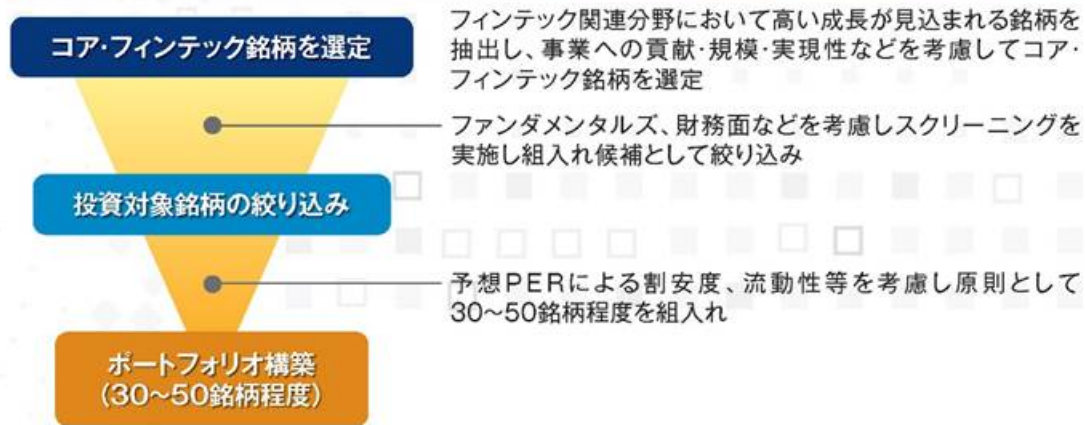 コア・フィンテック銘柄を選定
フィンテック関連分野において高い成長が見込まれる銘柄を
抽出し、事業への貢献・規模・実現性などを考慮してコア・
フィンテック銘柄を選定
ファンダメンタルズ、財務面などを考慮しスクリーニングを
実施し組入れ候補として絞り込み
投資対象銘柄の絞り込み
予想PERによる割安度、流動性等を考慮し原則として
30〜50銘柄程度を組入れ
ポートフォリオ構築
（30〜50銘柄程度）